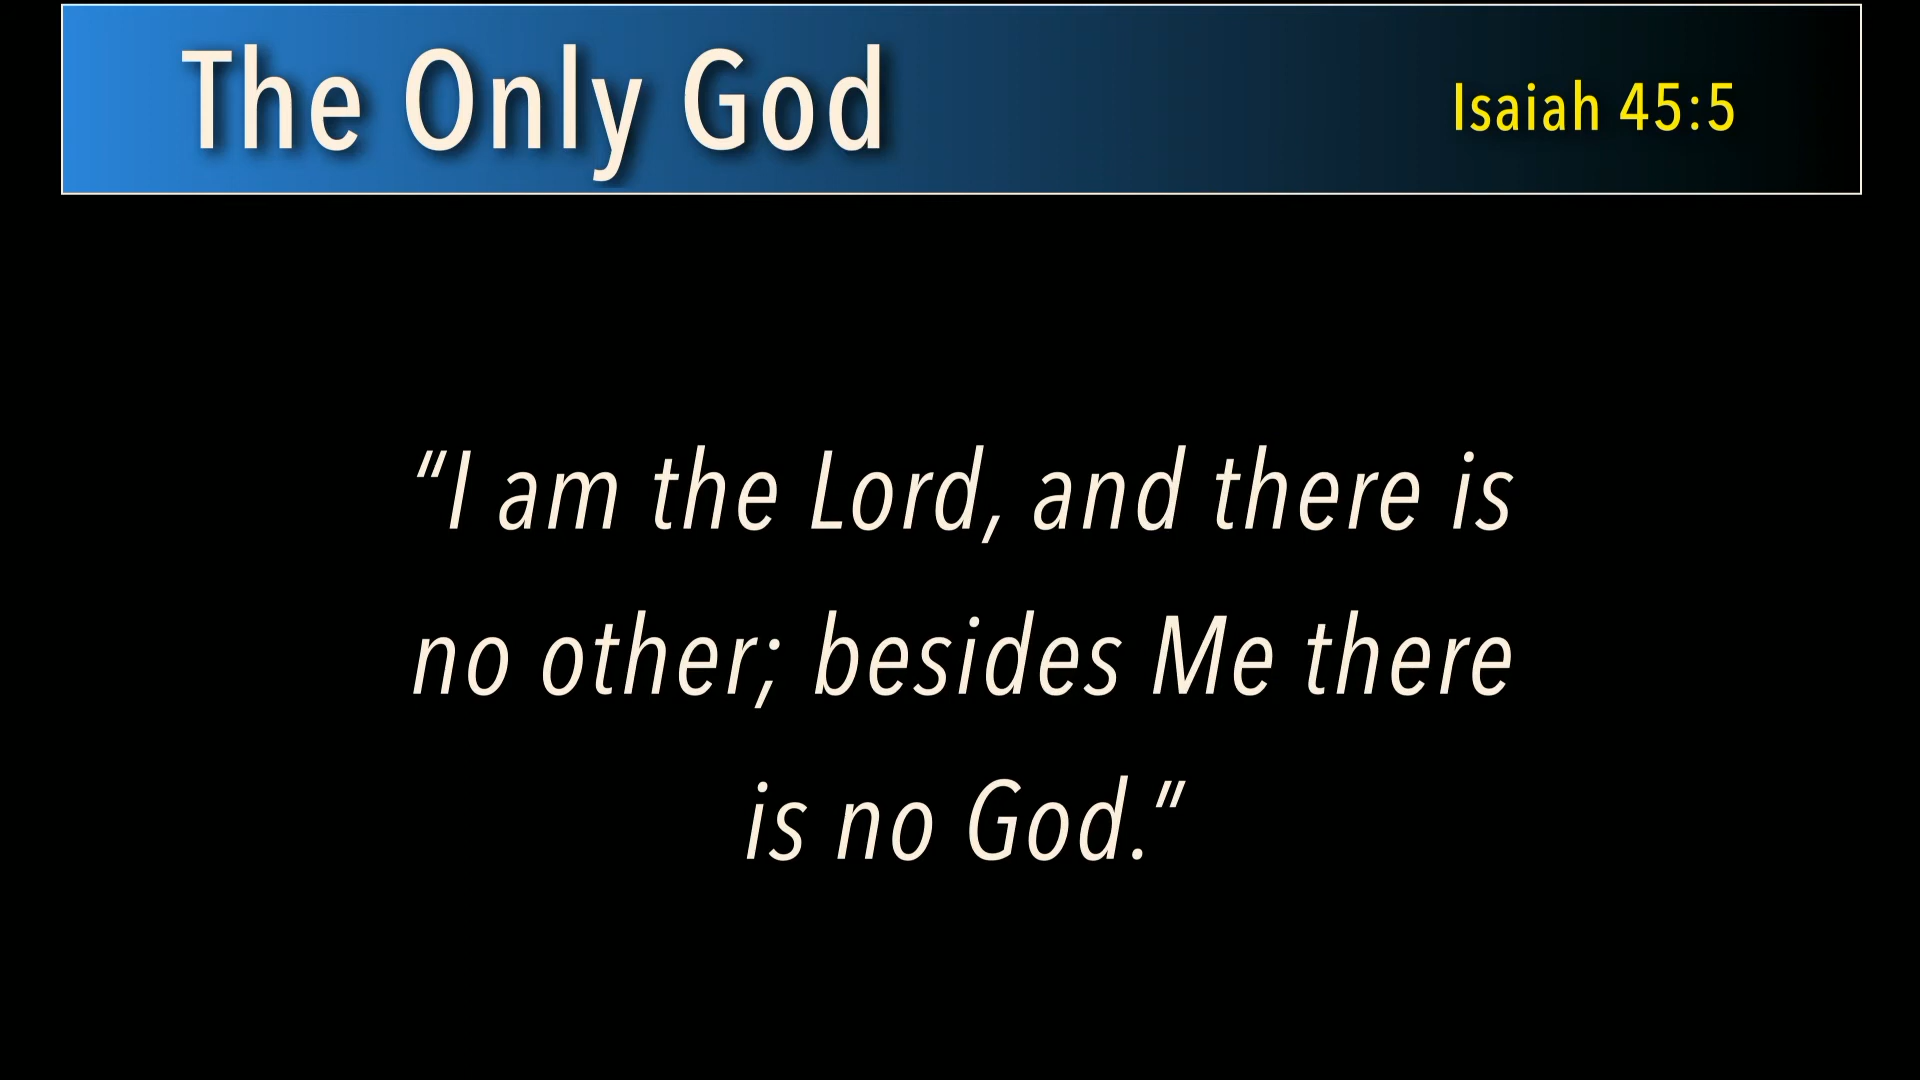 The Only God
Isaiah 45:5
“I am the Lord, and there is
no other; besides Me there
is no God.”